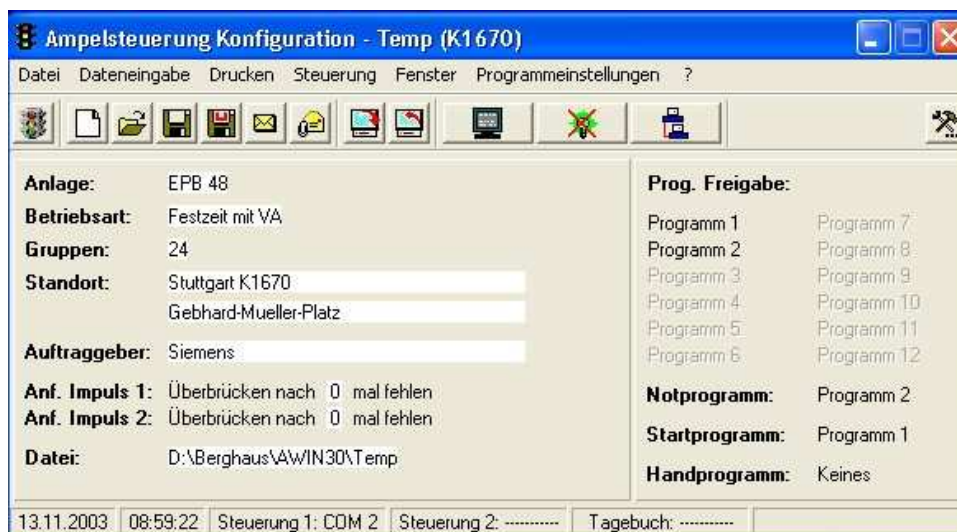 Ampelsteuerung Konfiguration - Temp (K1670)
Datei Dateneingabe Drucken Steuerung Fenster Programmeinstellungen ?
Anlage: EPB 48
Betriebsart: Festzeit mit VA
Gruppen: 24
Standort: Stuttgart K1670
Gebhard-Mueller-Platz
Auftraggeber: Siemens
Anf. Impuls 1: Überbrücken nach 0 mal fehlen
Anf. Impuls 2: Überbrücken nach 0 mal fehlen
Datei: D:\Berghaus\AWIN30\Temp
Prog. Freigabe:
Programm 1 Programm 7
Programm 2 Programm 8
Programm 3 Programm 9
Programm 4 Programm 10
Programm 5 Programm 11
Programm 6 Programm 12
Notprogramm: Programm 2
Startprogramm: Programm 1
Handprogramm: Keines
13.11.2003 08:59:22 Steuerung 1: COM 2 Steuerung 2: ---------- Tagebuch: ----------